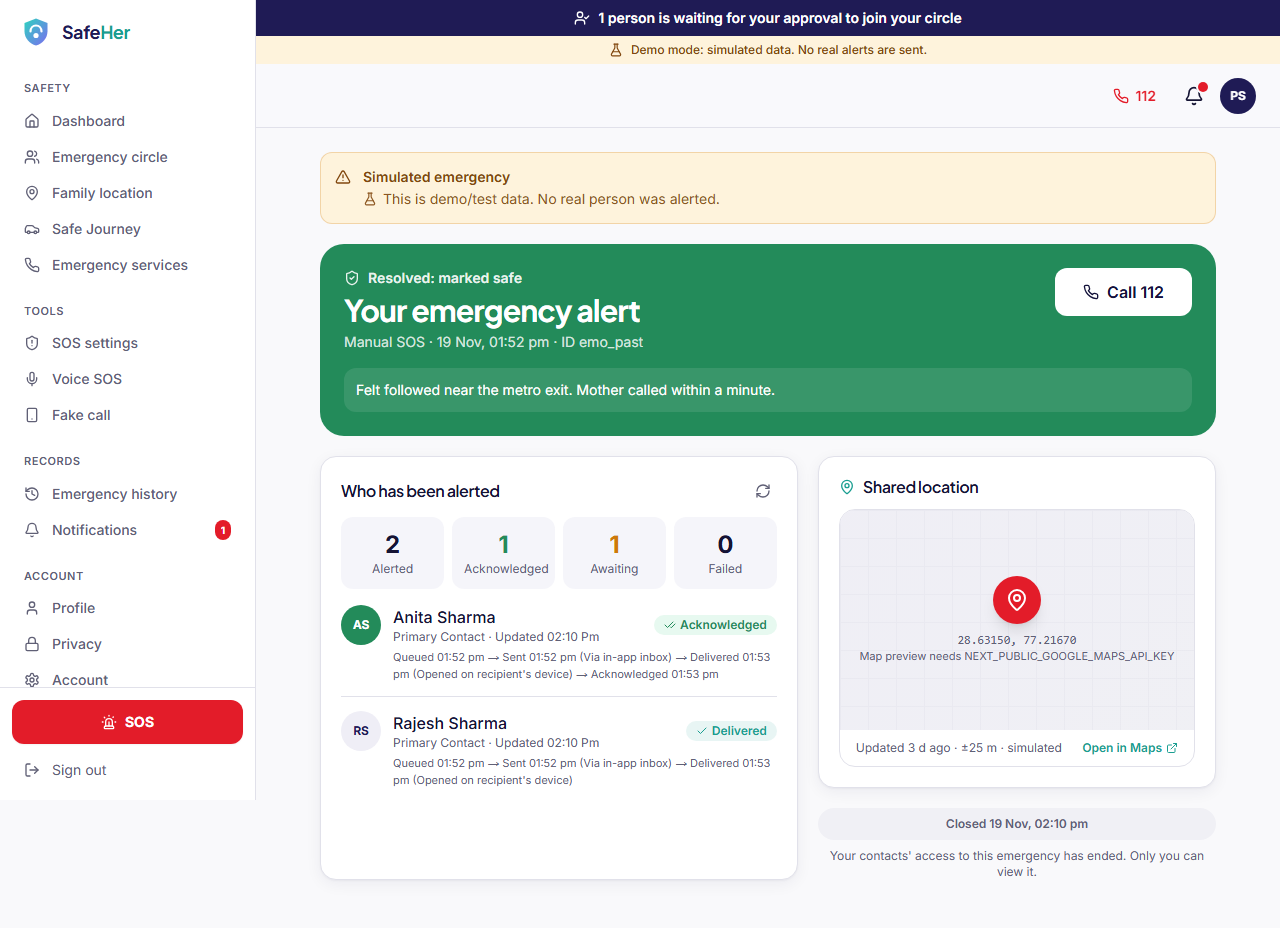 SafeHer
1 person is waiting for your approval to join your circle
Demo mode: simulated data. No real alerts are sent.
112
PS
SAFETY
Dashboard
Emergency circle
Family location
Safe Journey
Emergency services
TOOLS
SOS settings
Voice SOS
Fake call
RECORDS
Emergency history
Notifications 1
ACCOUNT
Profile
Privacy
Account
SOS
Sign out
Simulated emergency
This is demo/test data. No real person was alerted.
Resolved: marked safe
Your emergency alert
Manual SOS · 19 Nov, 01:52 pm · ID emo_past
Call 112
Felt followed near the metro exit. Mother called within a minute.
Who has been alerted
2 1 1 0
Alerted Acknowledged Awaiting Failed
AS Anita Sharma
Primary Contact · Updated 02:10 Pm
Acknowledged
Queued 01:52 pm → Sent 01:52 pm (Via in-app inbox) → Delivered 01:53
pm (Opened on recipient's device) → Acknowledged 01:53 pm
RS Rajesh Sharma
Primary Contact · Updated 02:10 Pm
Delivered
Queued 01:52 pm → Sent 01:52 pm (Via in-app inbox) → Delivered 01:53
pm (Opened on recipient's device)
Shared location
28.63150, 77.21670
Map preview needs NEXT_PUBLIC_GOOGLE_MAPS_API_KEY
Updated 3 d ago · ±25 m · simulated
Open in Maps
Closed 19 Nov, 02:10 pm
Your contacts' access to this emergency has ended. Only you can
view it.